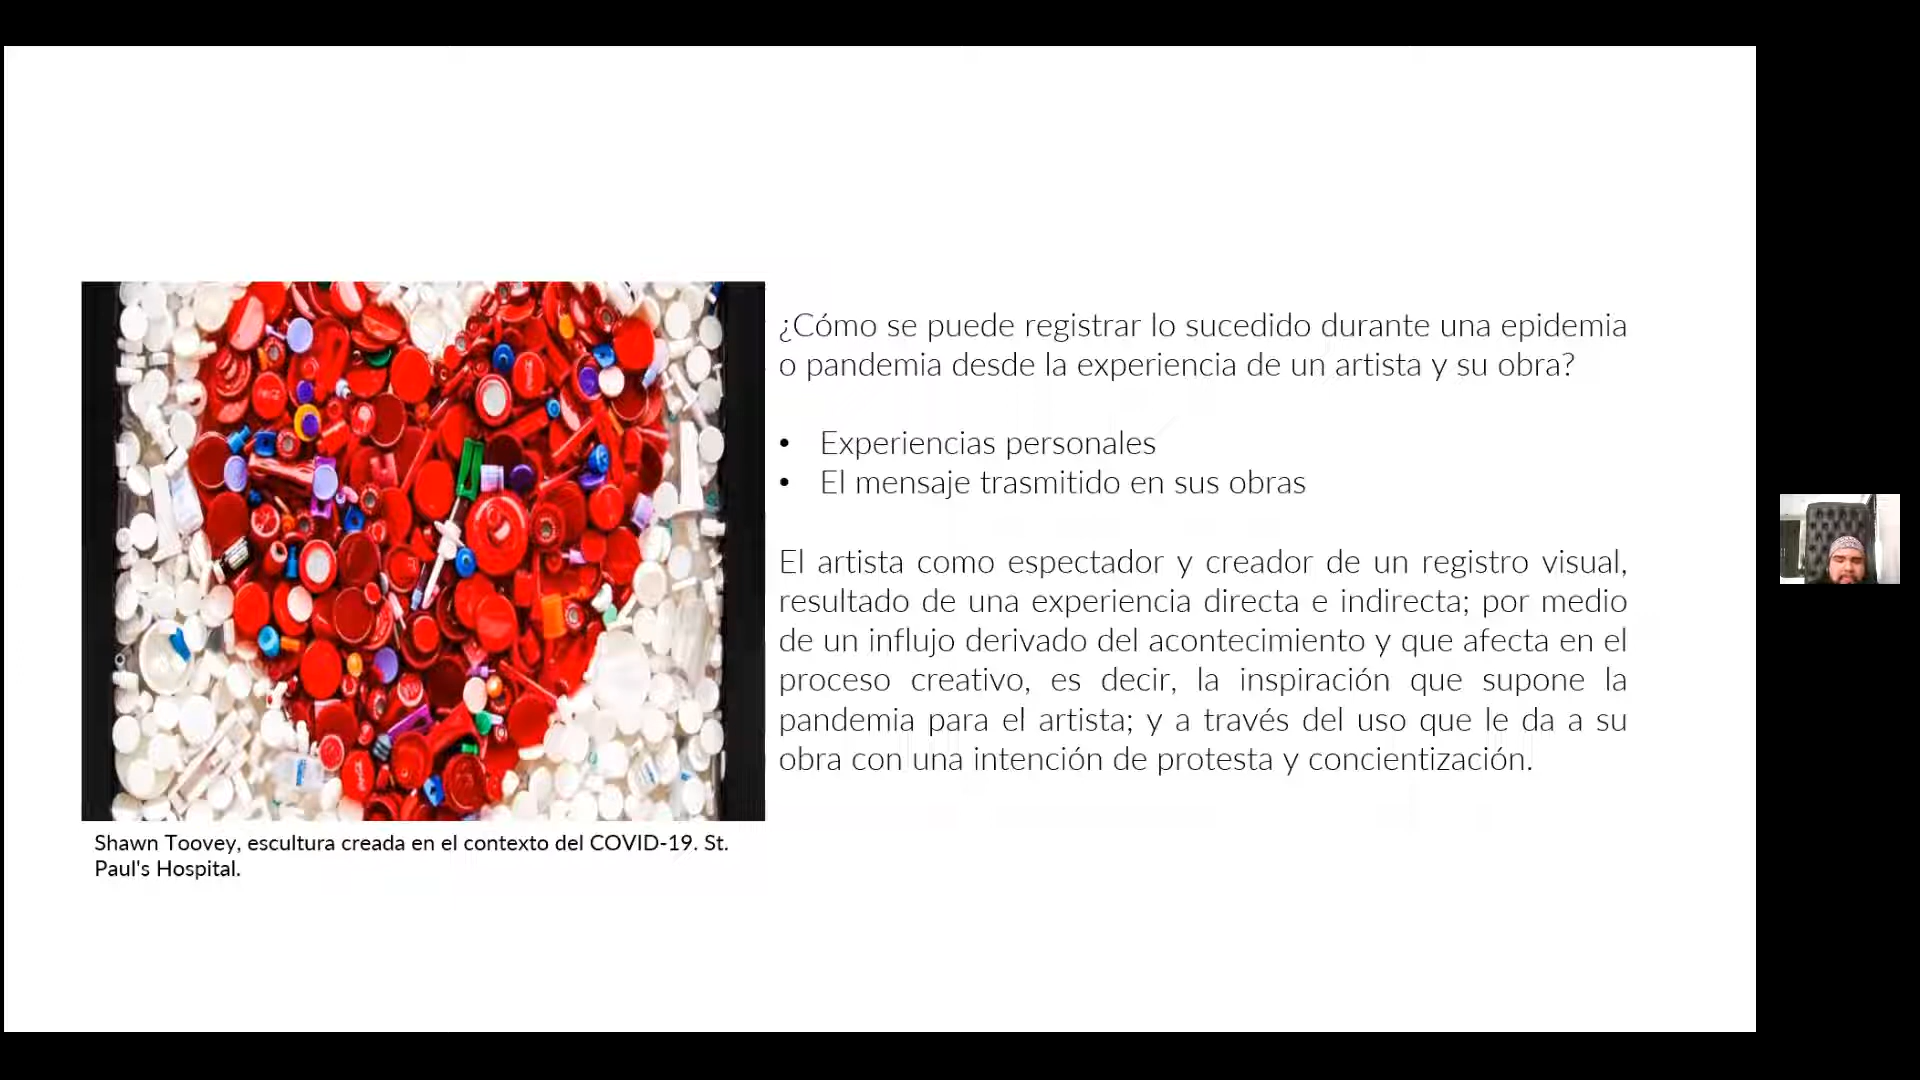 ¿Cómo se puede registrar lo sucedido durante una epidemia
o pandemia desde la experiencia de un artista y su obra?
• Experiencias personales
• El mensaje trasmitido en sus obras
El artista como espectador y creador de un registro visual,
resultado de una experiencia directa e indirecta; por medio
de un influjo derivado del acontecimiento y que afecta en el
proceso creativo, es decir, la inspiración que supone la
pandemia para el artista; y a través del uso que le da a su
obra con una intención de protesta y concientización.
Shawn Toovey, escultura creada en el contexto del COVID-19. St.
Paul's Hospital.